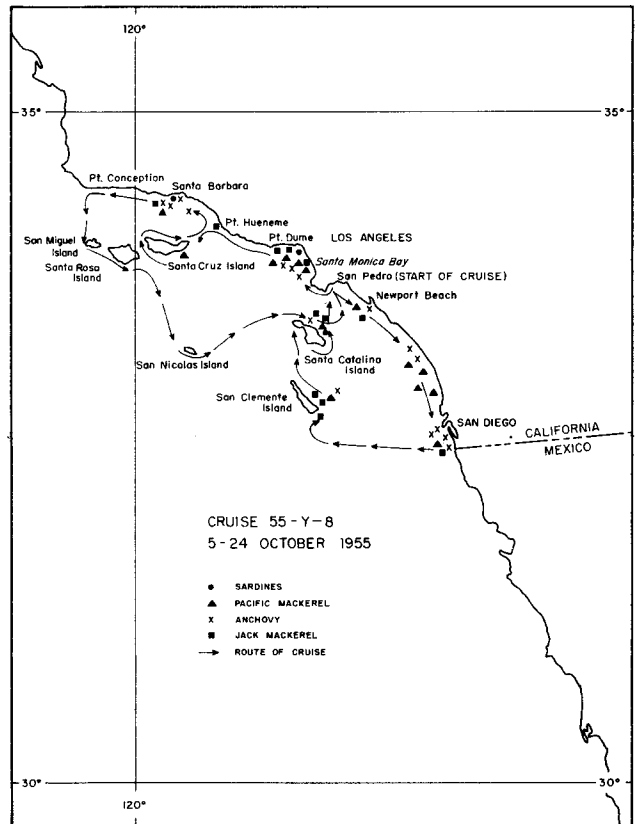 120°
35° 35°
Pt. Conception
Santa Barbara
Pt. Hueneme
Pt. Dume LOS ANGELES
San Miguel
Island
Santa Rosa
Island
Santa Cruz Island
Santa Monica Bay
San Pedro (START OF CRUISE)
Newport Beach
San Nicolas Island
Santa Catalina
Island
San Clemente
Island
SAN DIEGO
CALIFORNIA
MEXICO
CRUISE 55-Y-8
5-24 OCTOBER 1955
SARDINES
PACIFIC MACKEREL
x ANCHOVY
JACK MACKEREL
ROUTE OF CRUISE
30° 30°
120°